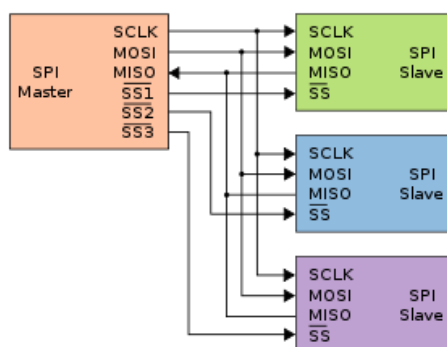 SPI
Master
SCLK
MOSI
MISO
SS1
SS2
SS3
SCLK
MOSI
MISO
SS
SPI
Slave
SCLK
MOSI
MISO
SS
SPI
Slave
SCLK
MOSI
MISO
SS
SPI
Slave